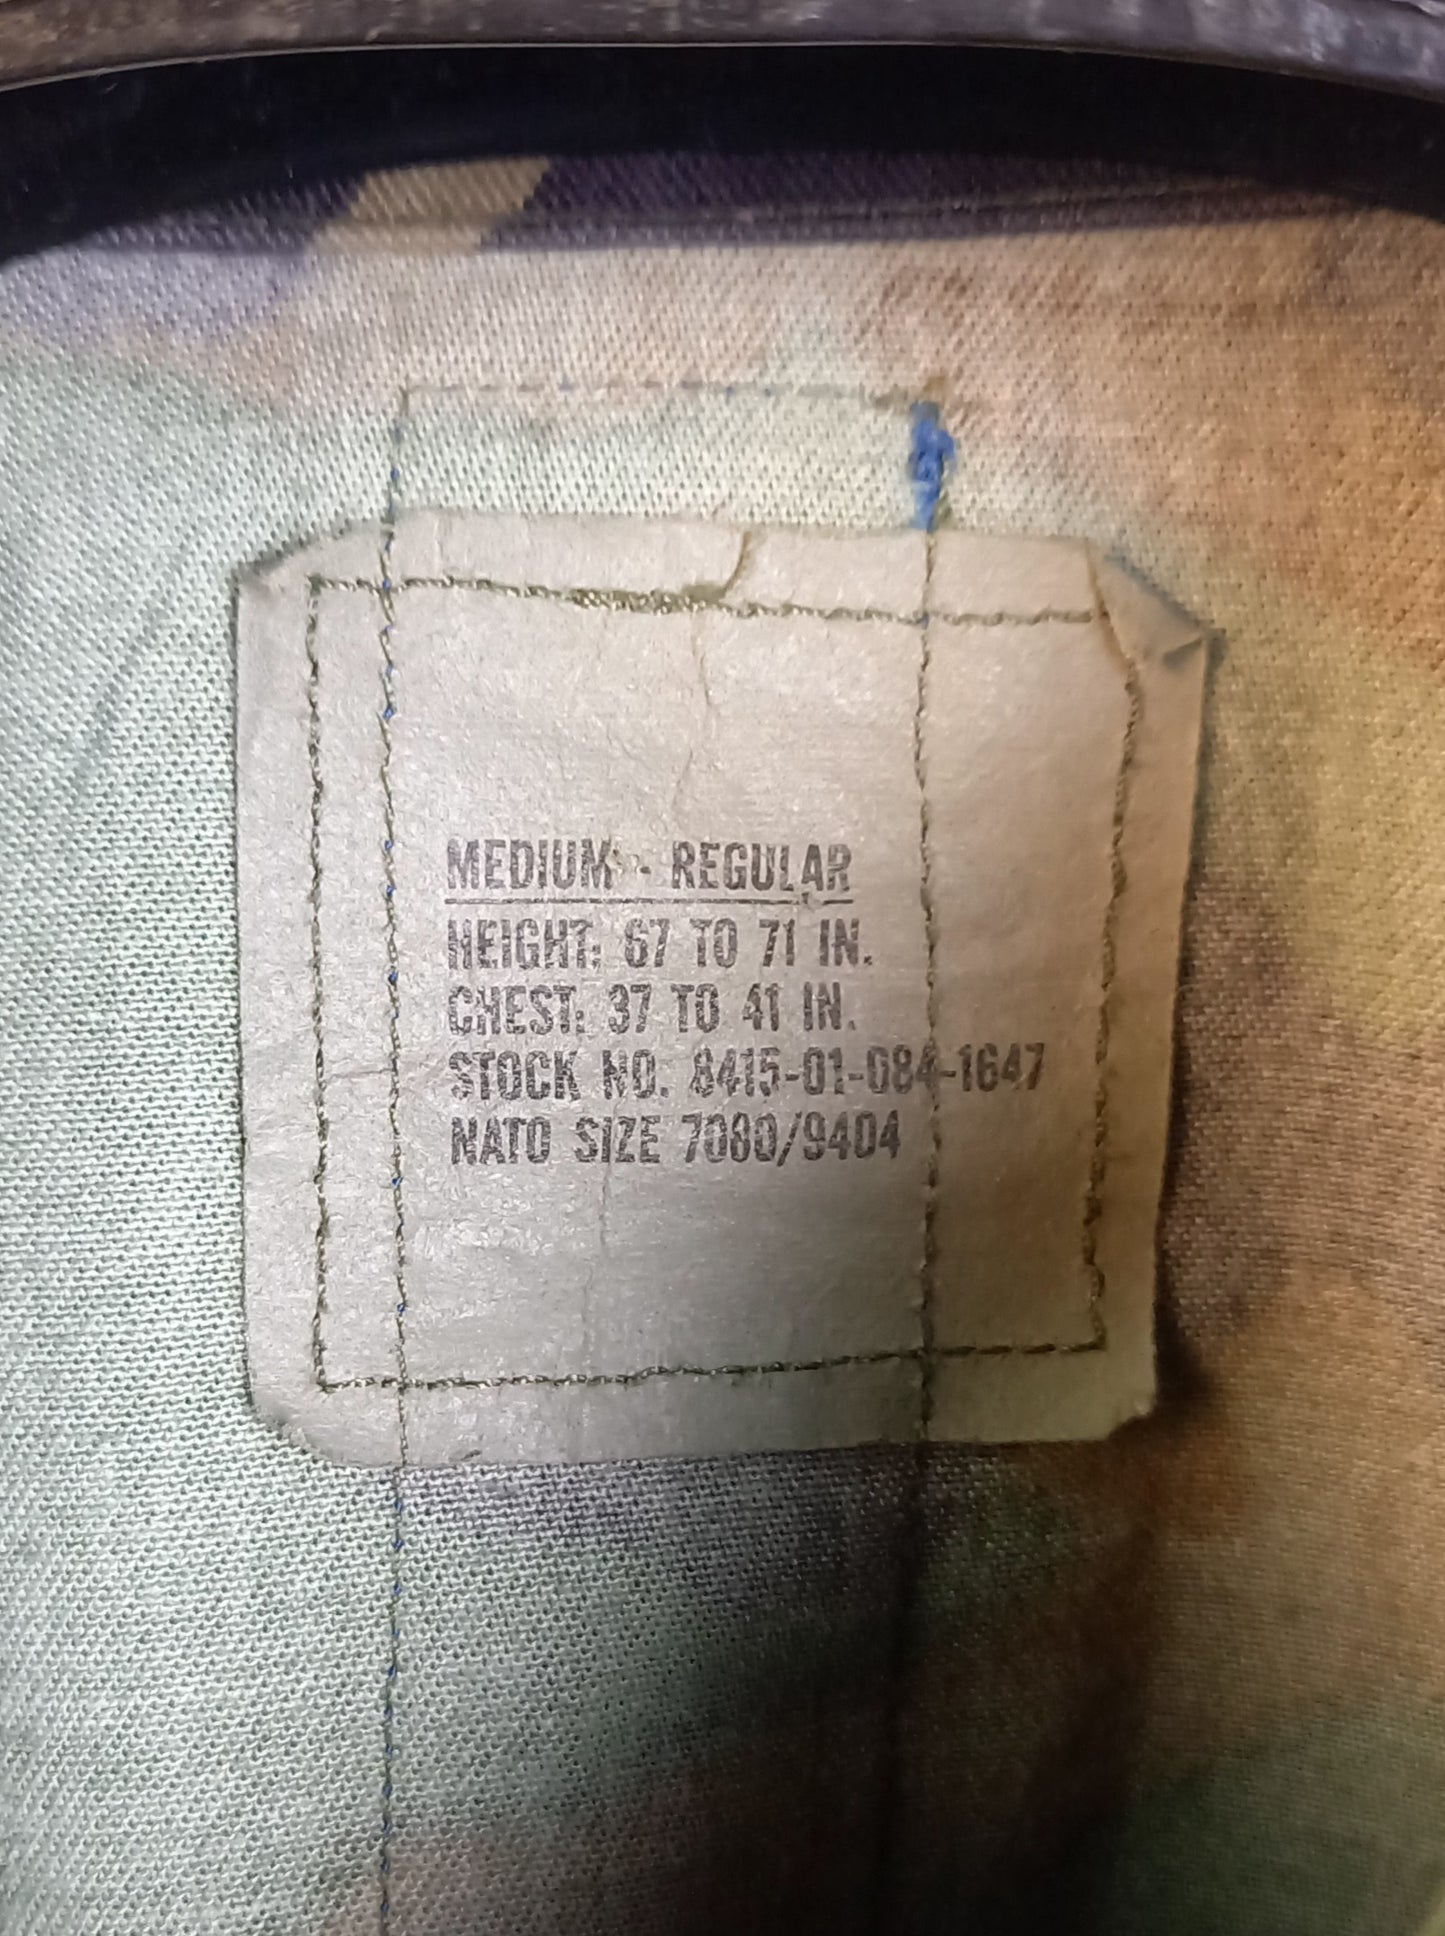 MEDIUM - REGULAR
HEIGHT: 67 TO 71 IN.
CHEST: 37 TO 41 IN.
STOCK NO. 8415-01-084-1647
NATO SIZE 7080/9404